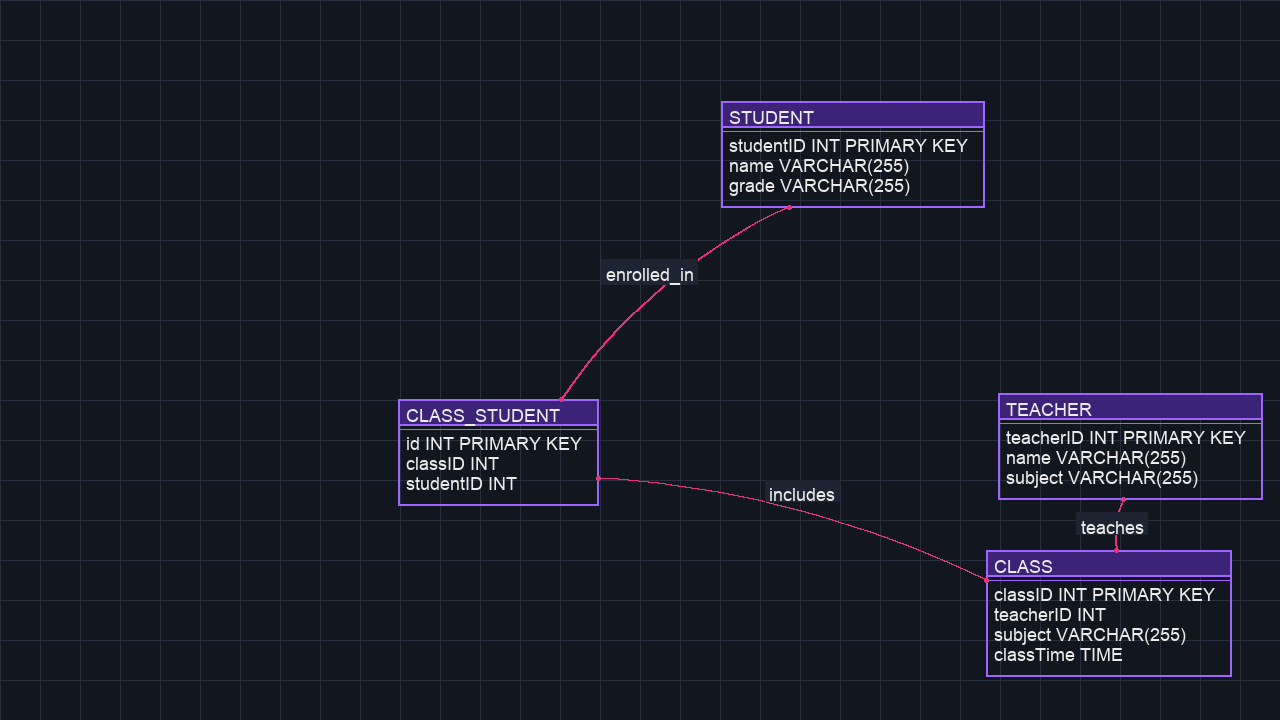 STUDENT
studentID INT PRIMARY KEY
name VARCHAR(255)
grade VARCHAR(255)
enrolled_in
CLASS_STUDENT
id INT PRIMARY KEY
classID INT
studentID INT
includes
TEACHER
teacherID INT PRIMARY KEY
name VARCHAR(255)
subject VARCHAR(255)
teaches
CLASS
classID INT PRIMARY KEY
teacherID INT
subject VARCHAR(255)
classTime TIME